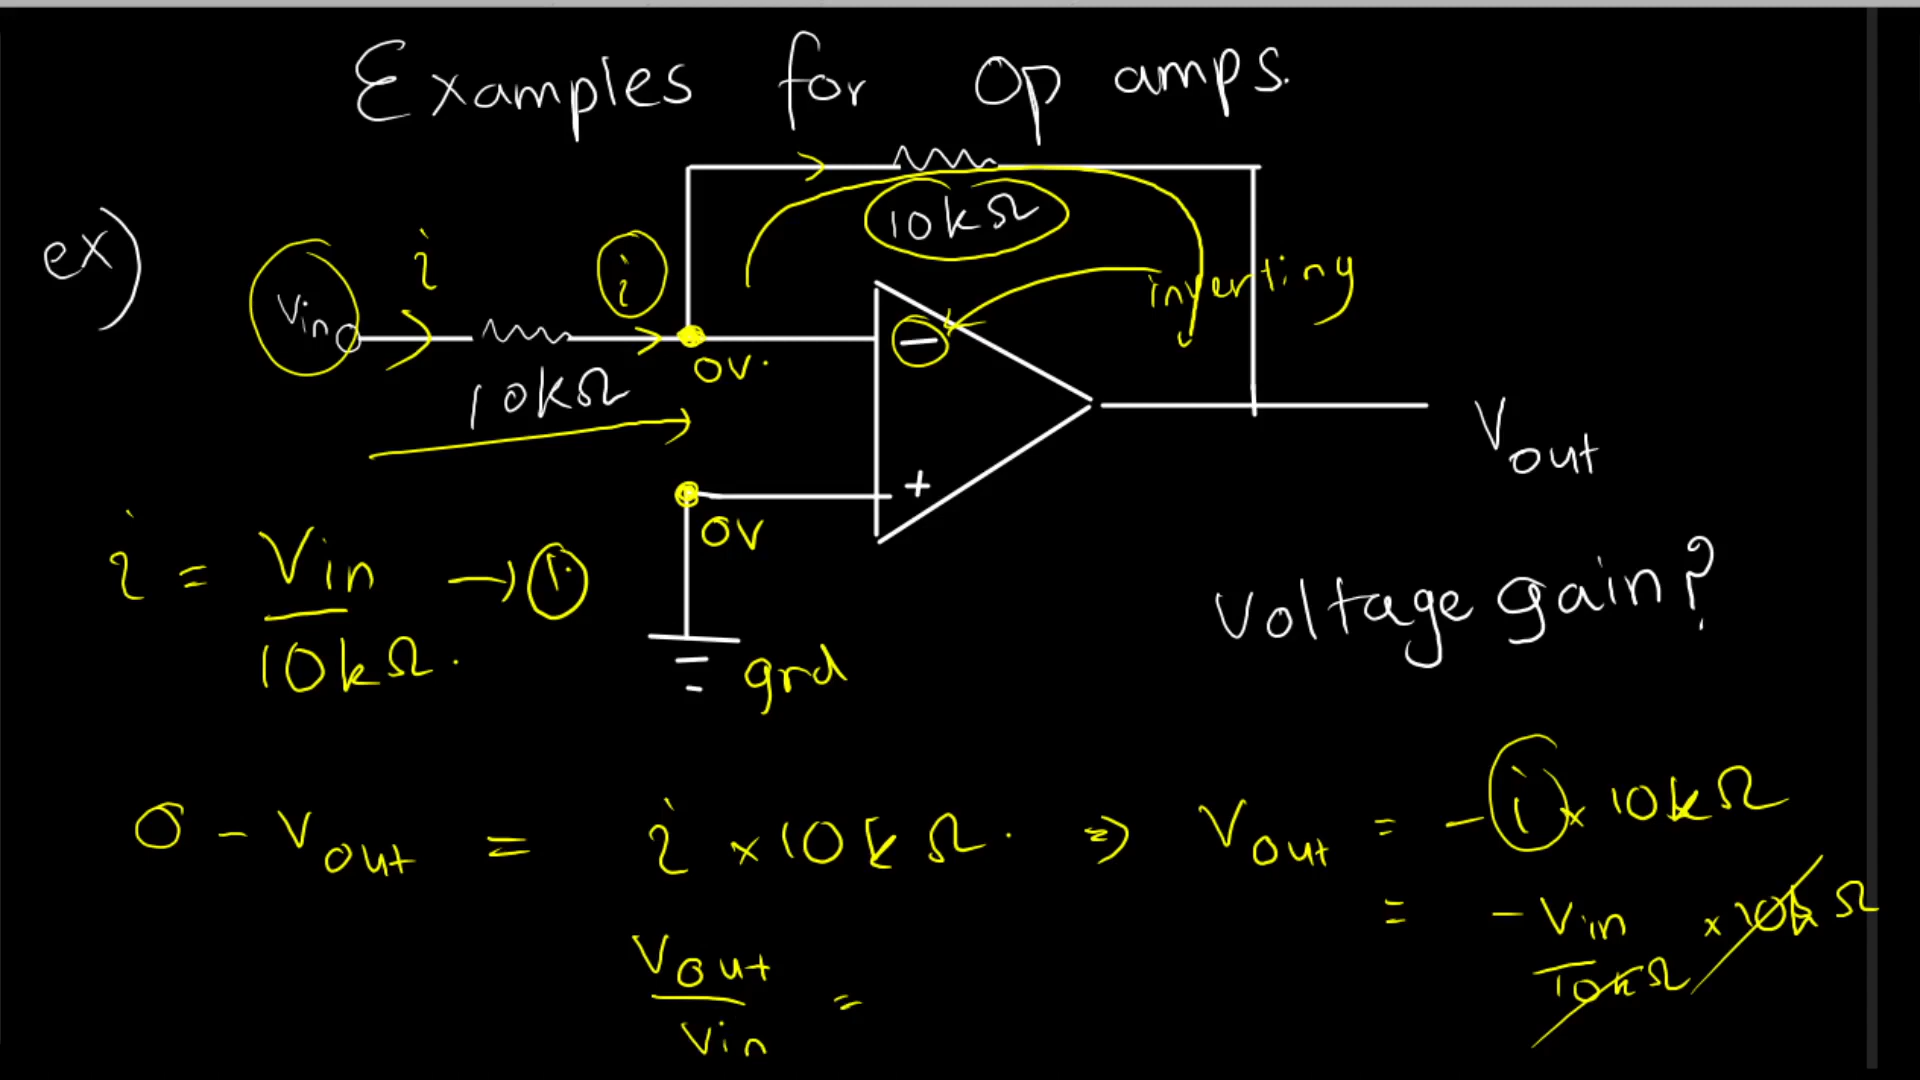 Examples for Op amps.
10kΩ
ex)
i
i
inverting
Vin
−
0V.
10kΩ
Vout
+
0V
i = Vin/10kΩ. → 1.
Voltage gain?
grd
0 - Vout = i × 10kΩ. ⇒ Vout = - i × 10kΩ
= -Vin/10kΩ × 10kΩ
Vout/Vin =